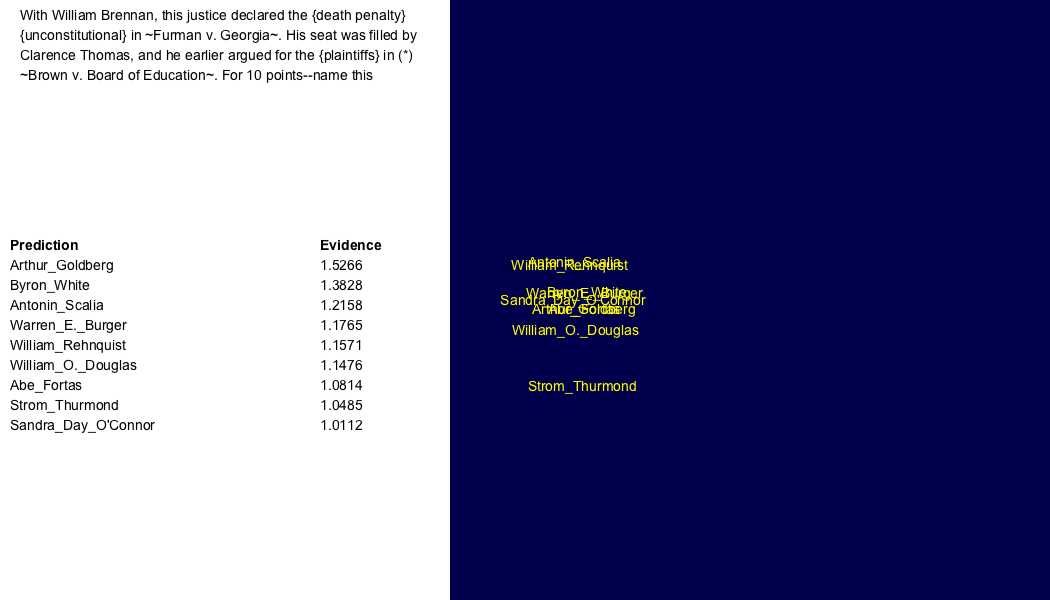 With William Brennan, this justice declared the {death penalty}
{unconstitutional} in ~Furman v. Georgia~. His seat was filled by
Clarence Thomas, and he earlier argued for the {plaintiffs} in (*)
~Brown v. Board of Education~. For 10 points--name this
Prediction Evidence
Arthur_Goldberg 1.5266
Byron_White 1.3828
Antonin_Scalia 1.2158
Warren_E._Burger 1.1765
William_Rehnquist 1.1571
William_O._Douglas 1.1476
Abe_Fortas 1.0814
Strom_Thurmond 1.0485
Sandra_Day_O'Connor 1.0112
Antonin_Scalia
William_Rehnquist
Byron_White
Warren_E._Burger
Sandra_Day_O'Connor
Arthur_Goldberg
Abe_Fortas
William_O._Douglas
Strom_Thurmond